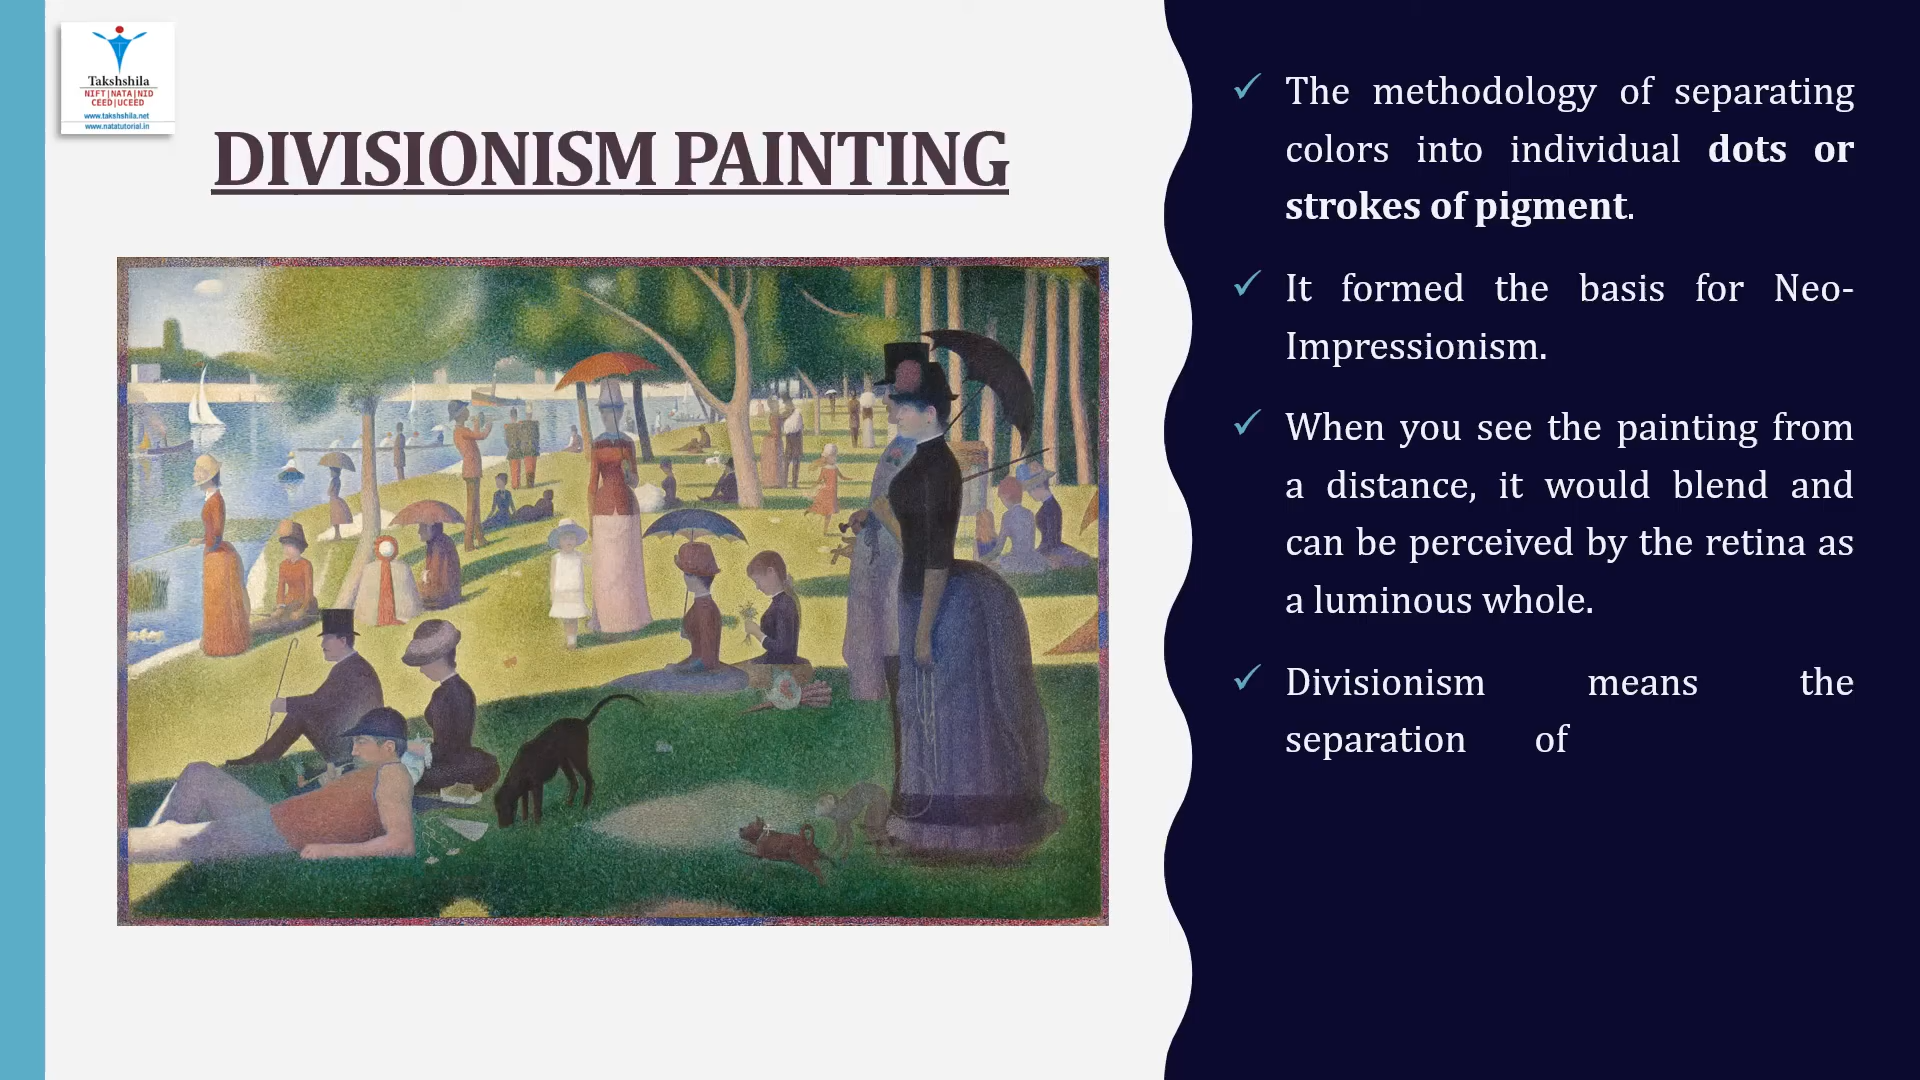 Takshshila
NIFT|NATA|NID
CEED|UCEED
www.takshshila.net
www.natatutorial.in
DIVISIONISM PAINTING
✓ The methodology of separating
colors into individual dots or
strokes of pigment.
✓ It formed the basis for Neo-
Impressionism.
✓ When you see the painting from
a distance, it would blend and
can be perceived by the retina as
a luminous whole.
✓ Divisionism means the
separation of